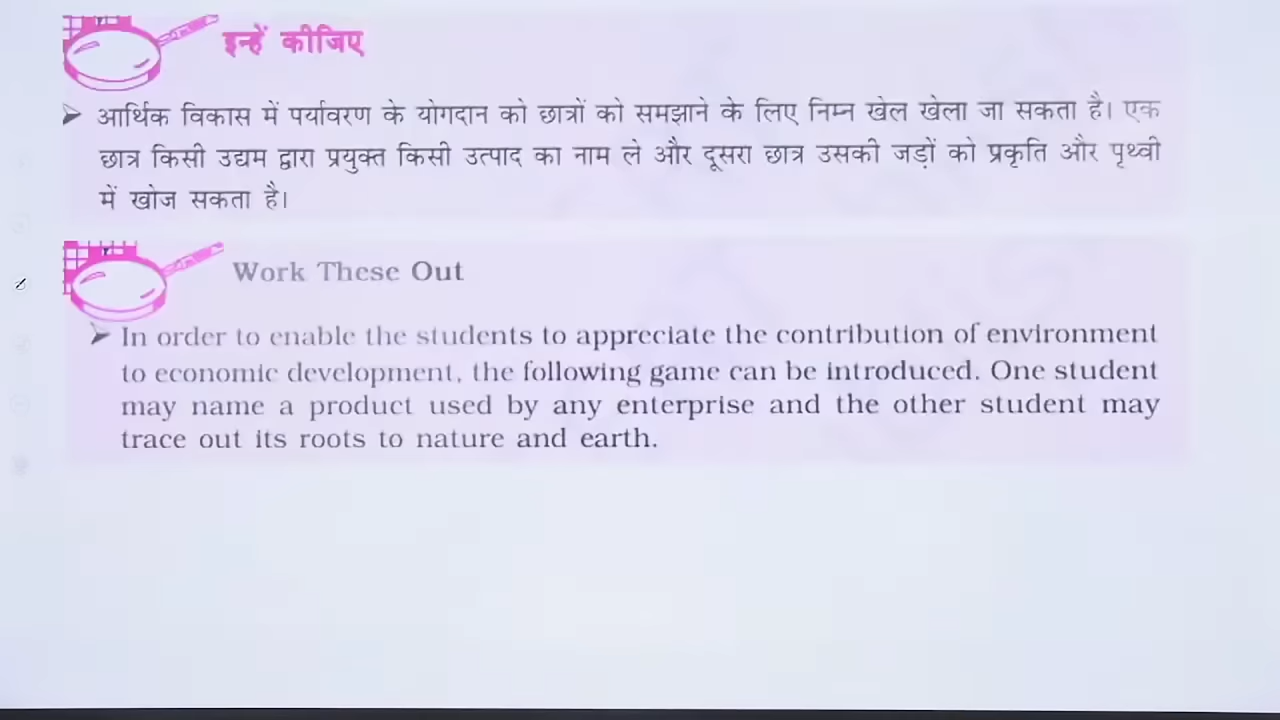 इन्हें कीजिए
आर्थिक विकास में पर्यावरण के योगदान को छात्रों को समझाने के लिए निम्न खेल खेला जा सकता है। एक
छात्र किसी उद्यम द्वारा प्रयुक्त किसी उत्पाद का नाम ले और दूसरा छात्र उसकी जड़ों को प्रकृति और पृथ्वी
में खोज सकता है।
Work These Out
In order to enable the students to appreciate the contribution of environment
to economic development, the following game can be introduced. One student
may name a product used by any enterprise and the other student may
trace out its roots to nature and earth.